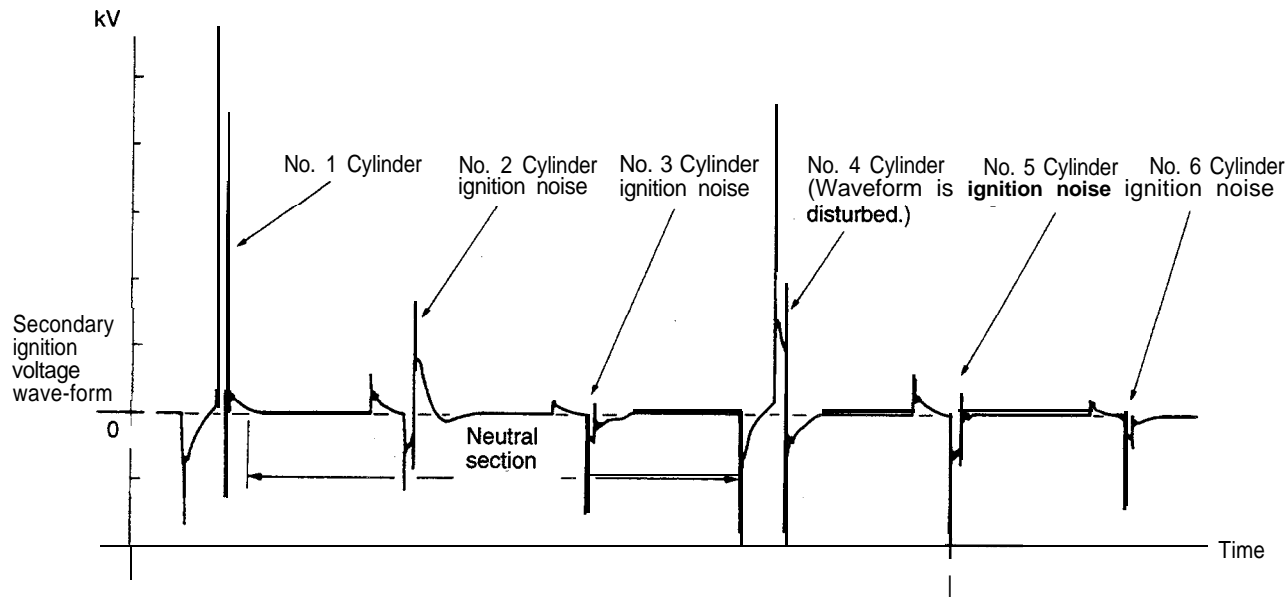 kV
No. 1 Cylinder
No. 2 Cylinder
ignition noise
No. 3 Cylinder
ignition noise
No. 4 Cylinder
(Waveform is
disturbed.)
No. 5 Cylinder
ignition noise
No. 6 Cylinder
ignition noise
Secondary
ignition
voltage
wave-form
0
Neutral
section
Time